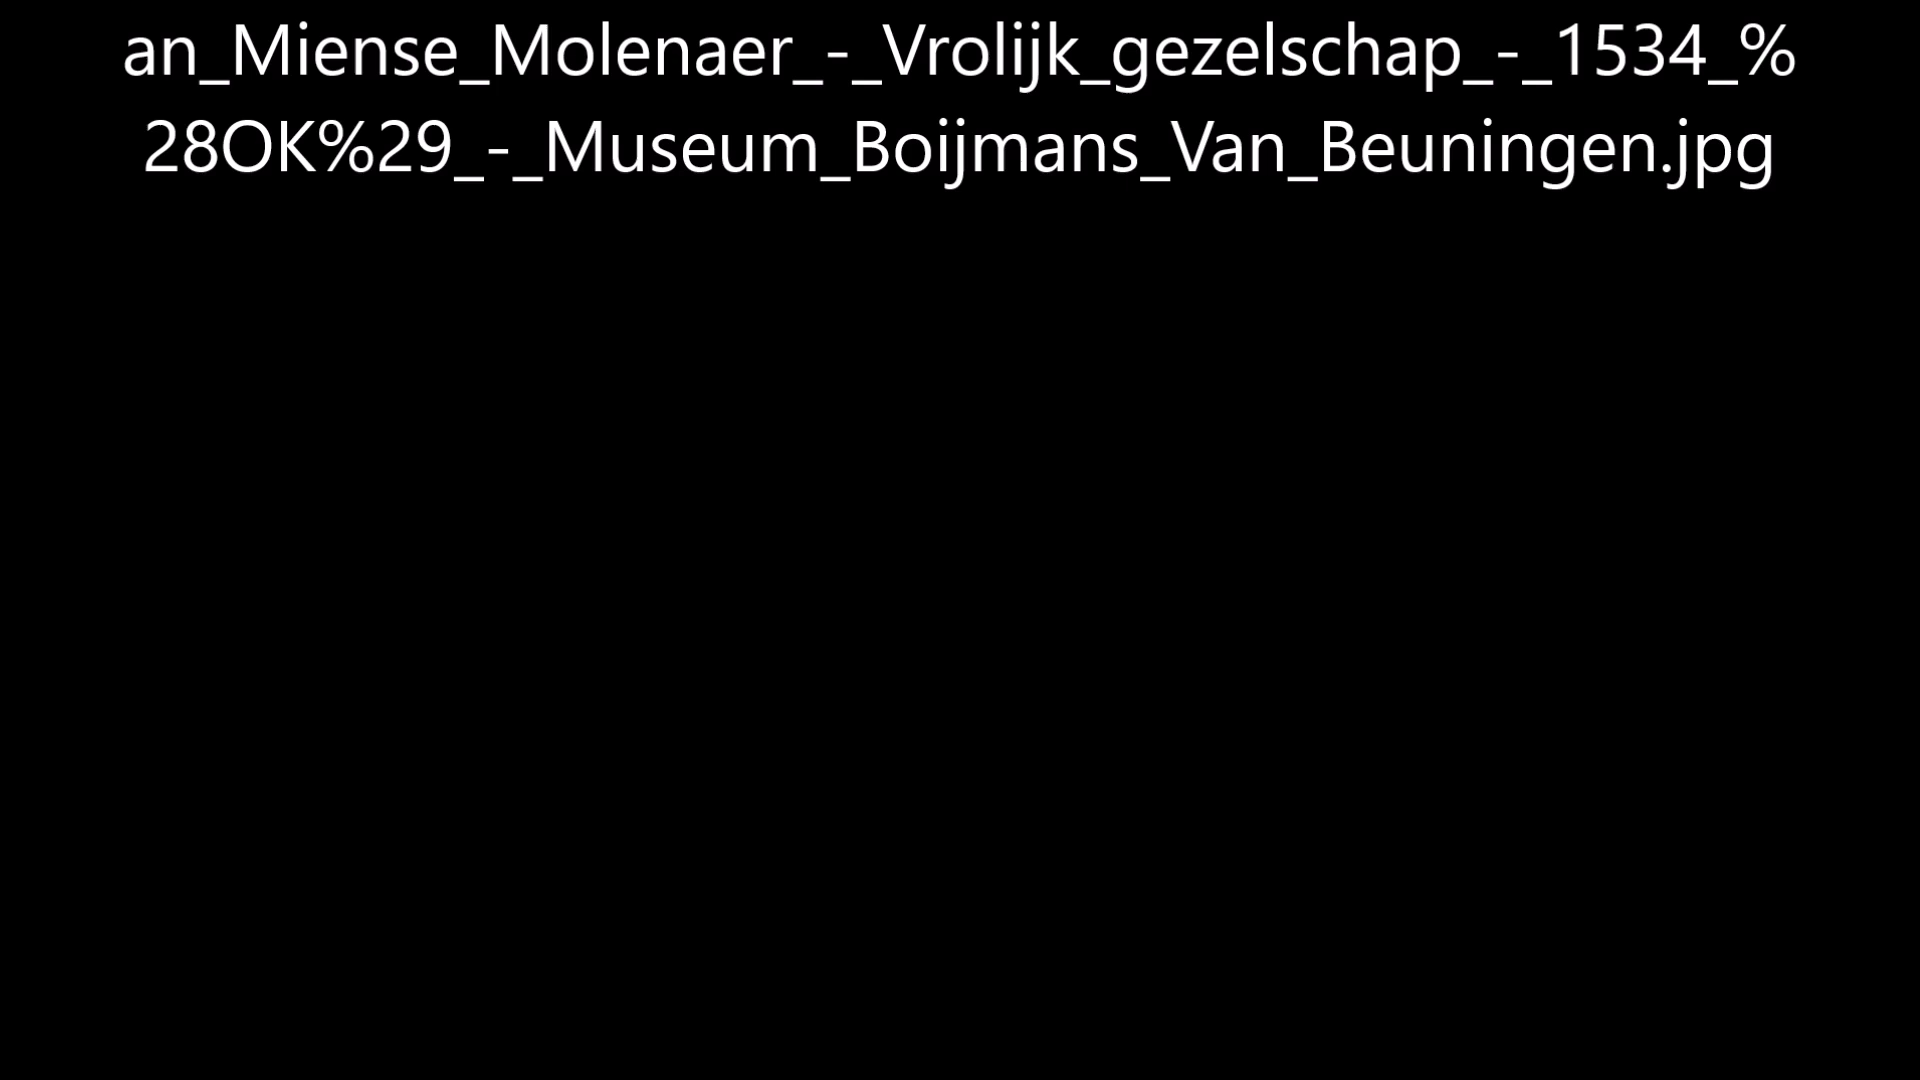 an_Miense_Molenaer_-_Vrolijk_gezelschap_-_1534_%
28OK%29_-_Museum_Boijmans_Van_Beuningen.jpg